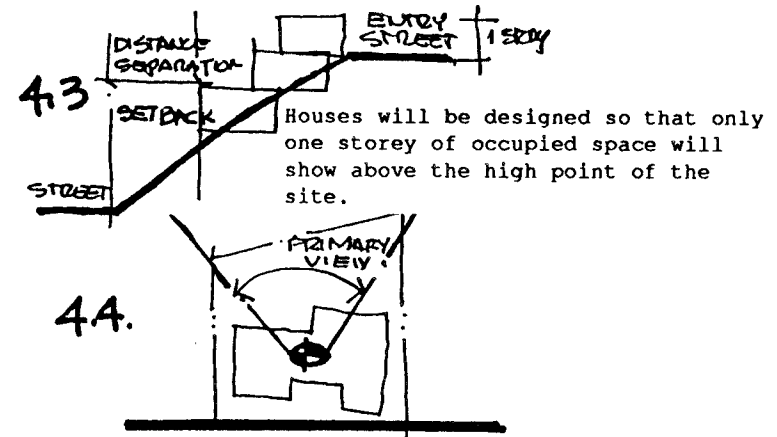 ENTRY
STREET
1 STORY
DISTANCE
SEPARATION
4.3
SETBACK
Houses will be designed so that only
one storey of occupied space will
show above the high point of the
site.
STREET
PRIMARY
VIEW
4.4.